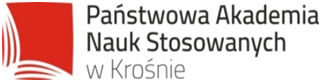 Państwowa Akademia
Nauk Stosowanych
w Krośnie